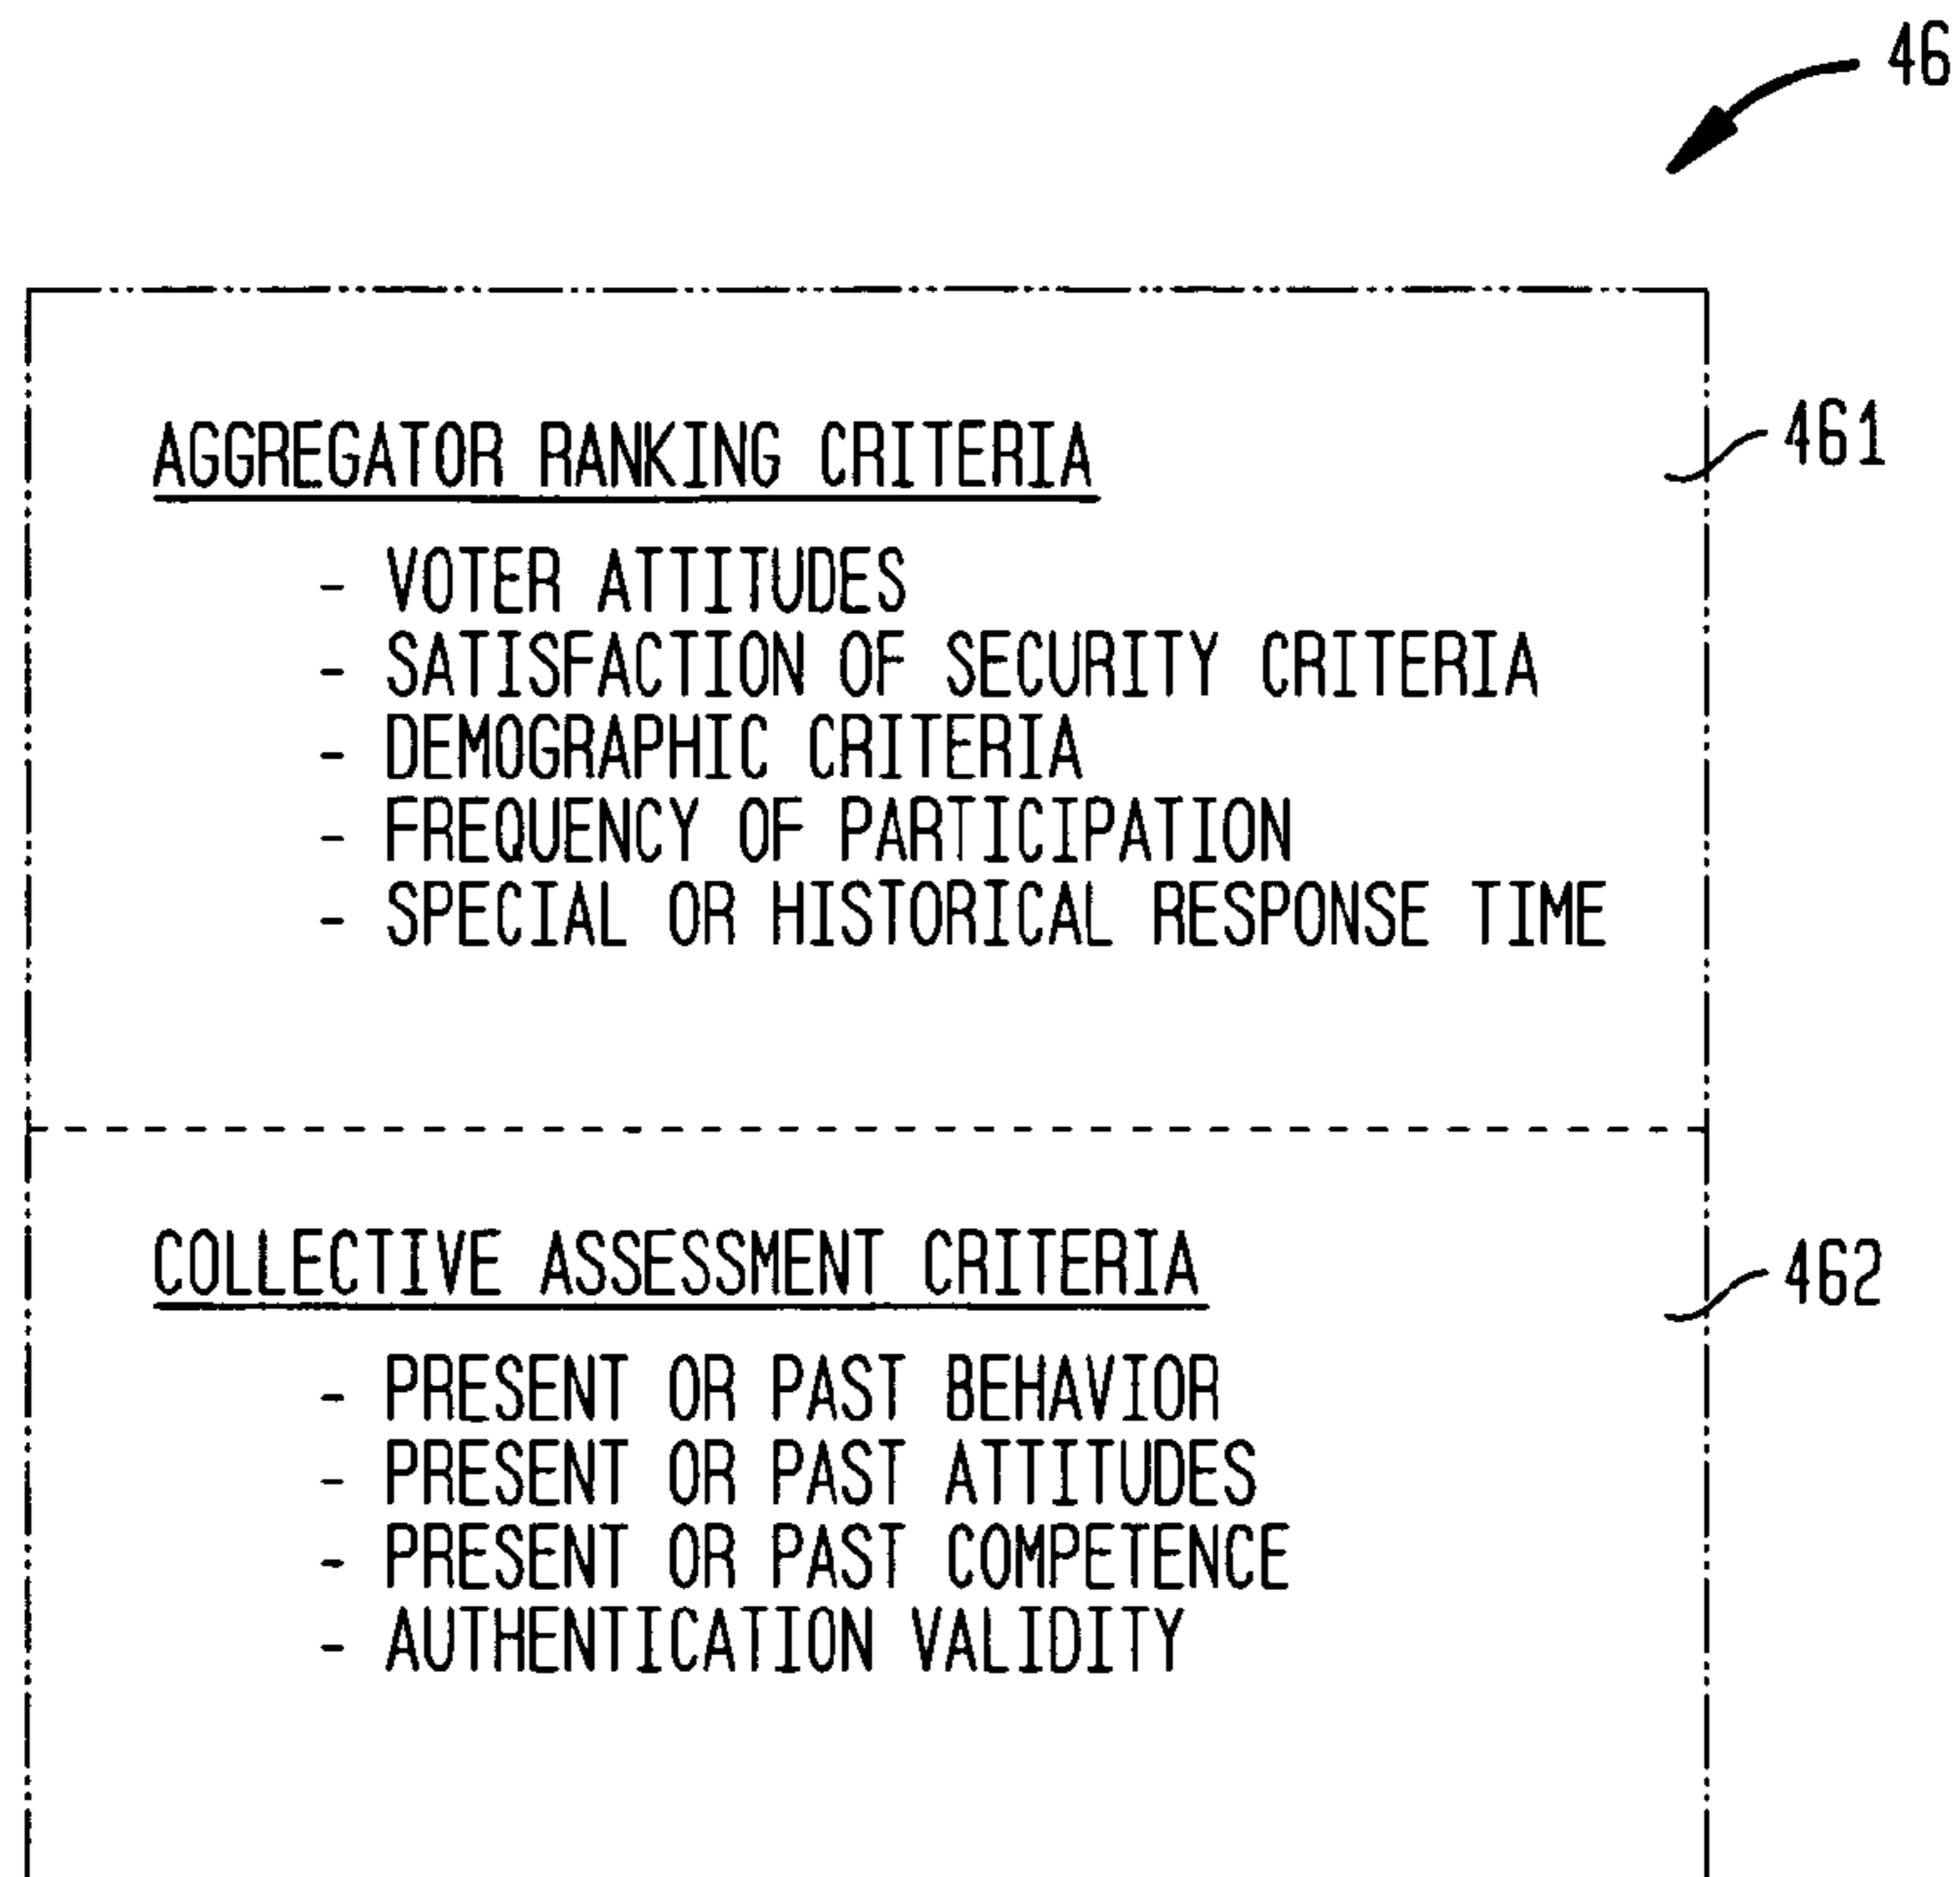 46
AGGREGATOR RANKING CRITERIA
461
- VOTER ATTITUDES
- SATISFACTION OF SECURITY CRITERIA
- DEMOGRAPHIC CRITERIA
- FREQUENCY OF PARTICIPATION
- SPECIAL OR HISTORICAL RESPONSE TIME
COLLECTIVE ASSESSMENT CRITERIA
462
- PRESENT OR PAST BEHAVIOR
- PRESENT OR PAST ATTITUDES
- PRESENT OR PAST COMPETENCE
- AUTHENTICATION VALIDITY